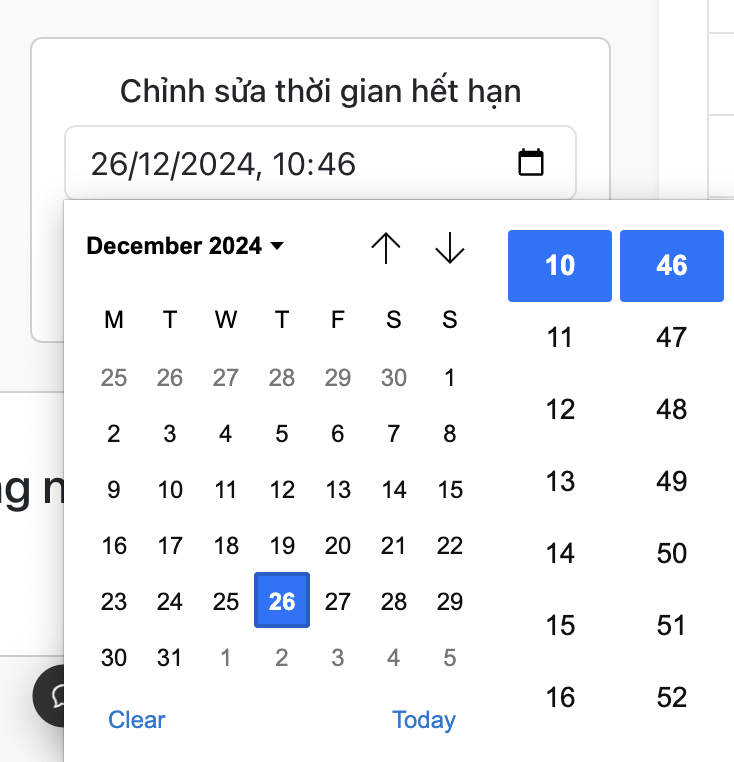 Chỉnh sửa thời gian hết hạn
26/12/2024, 10:46
December 2024
M T W T F S S
25 26 27 28 29 30 1
2 3 4 5 6 7 8
9 10 11 12 13 14 15
16 17 18 19 20 21 22
23 24 25 26 27 28 29
30 31 1 2 3 4 5
Clear Today
10 46
11 47
12 48
13 49
14 50
15 51
16 52